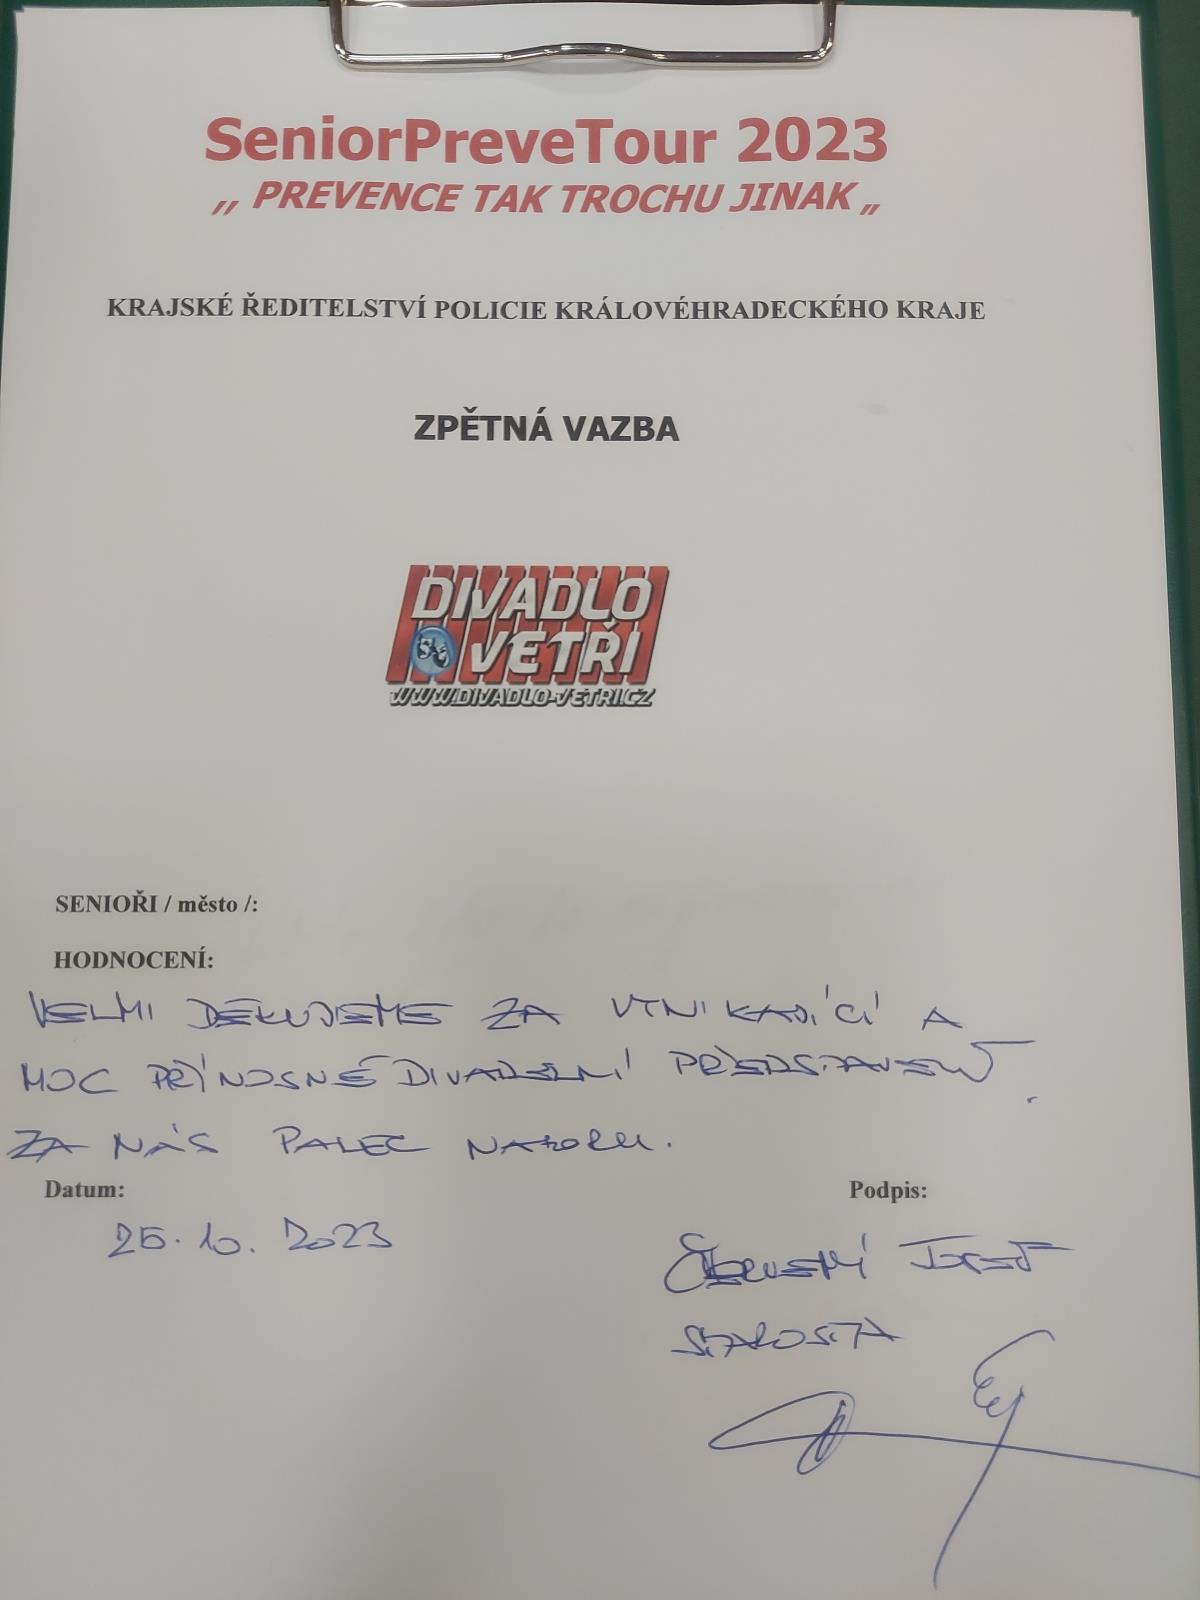 SeniorPreveTour 2023
,, PREVENCE TAK TROCHU JINAK „
KRAJSKÉ ŘEDITELSTVÍ POLICIE KRÁLOVÉHRADECKÉHO KRAJE
ZPĚTNÁ VAZBA
DIVADLO
VETŘI
WWW.DIVADLO-VETRI.CZ
SENIOŘI / město /:
HODNOCENÍ:
VELMI DĚKUJEME ZA VYNIKAJÍCÍ A
MOC PŘÍNOSNÉ DIVADELNÍ PŘEDSTAVENÍ.
ZA NÁS PALEC NAHORU.
Datum:
Podpis:
25. 10. 2023
JOSEF
STAROSTA